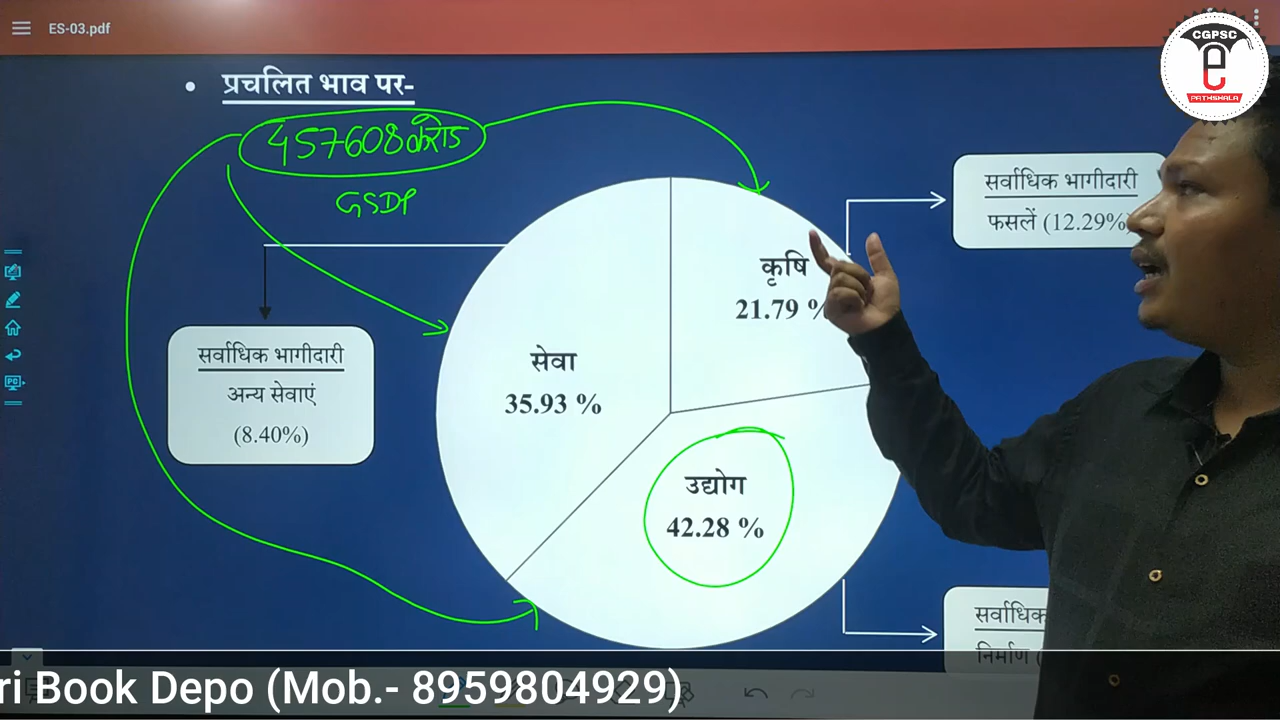 ES-03.pdf
CGPSC
e
PATHSHALA
प्रचलित भाव पर-
457608 करोड़
GSDP
सर्वाधिक भागीदारी
फसलें (12.29%)
कृषि
21.79 %
सेवा
35.93 %
सर्वाधिक भागीदारी
अन्य सेवाएं
(8.40%)
उद्योग
42.28 %
सर्वाधिक
निर्माण (
ri Book Depo (Mob.- 8959804929)